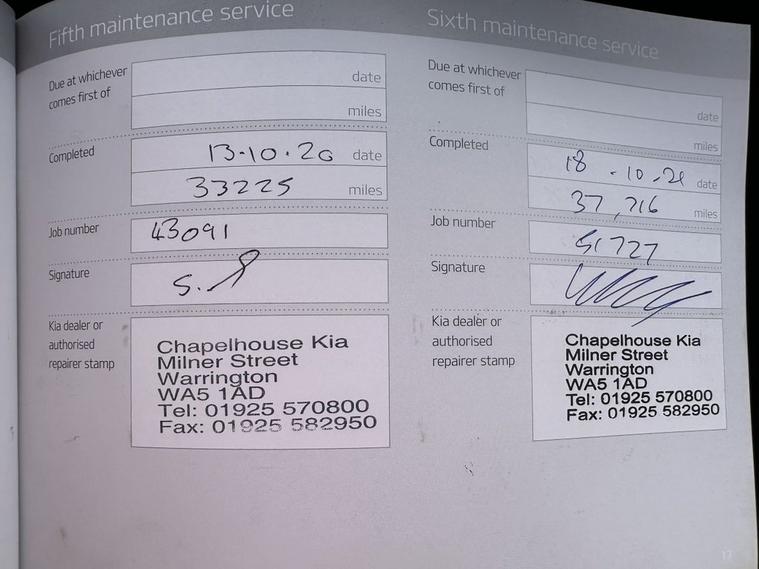 Fifth maintenance service
Due at whichever
comes first of
date
miles
Completed
13-10.20 date
33225 miles
Job number
43091
Signature
S.
Kia dealer or
authorised
repairer stamp
Chapelhouse Kia
Milner Street
Warrington
WA5 1AD
Tel: 01925 570800
Fax: 01925 582950
Sixth maintenance service
Due at whichever
comes first of
date
miles
Completed
18-10-21 date
37,716 miles
Job number
51727
Signature
Kia dealer or
authorised
repairer stamp
Chapelhouse Kia
Milner Street
Warrington
WA5 1AD
Tel: 01925 570800
Fax: 01925 582950
17